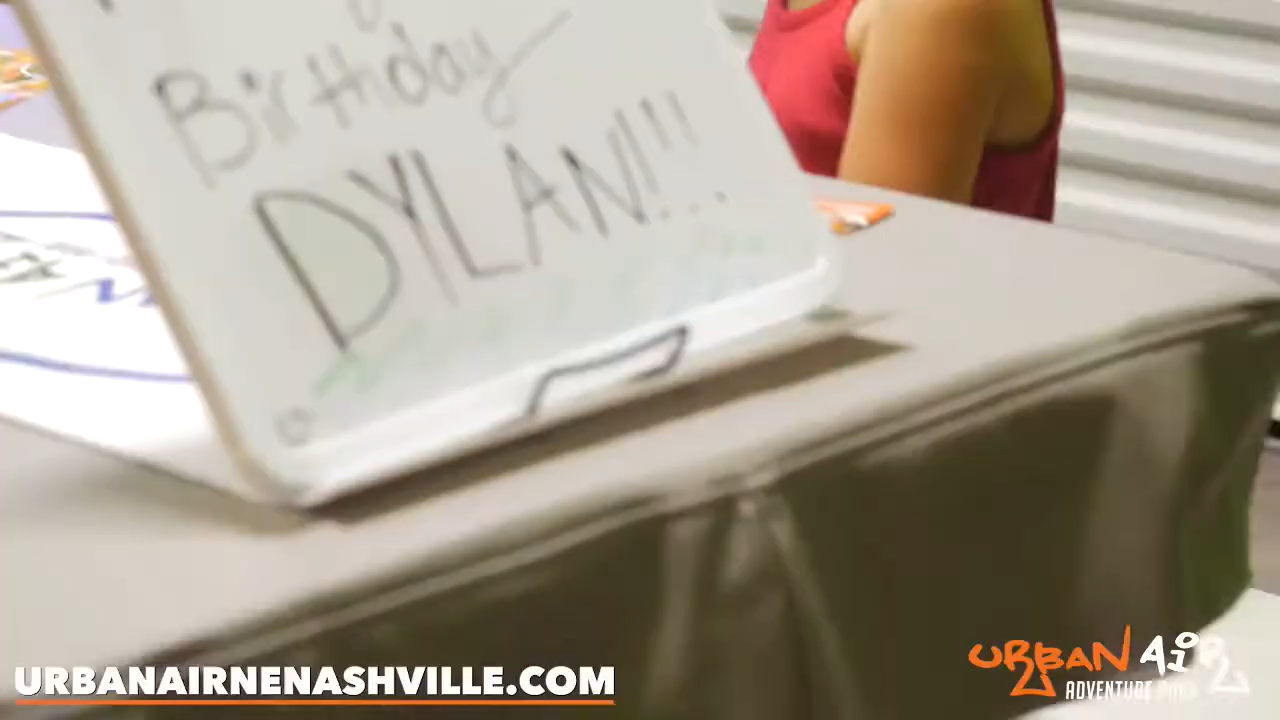 Birthday
DYLAN!!!
URBANAIRNENASHVILLE.COM
URBAN AIR
ADVENTURE PARK